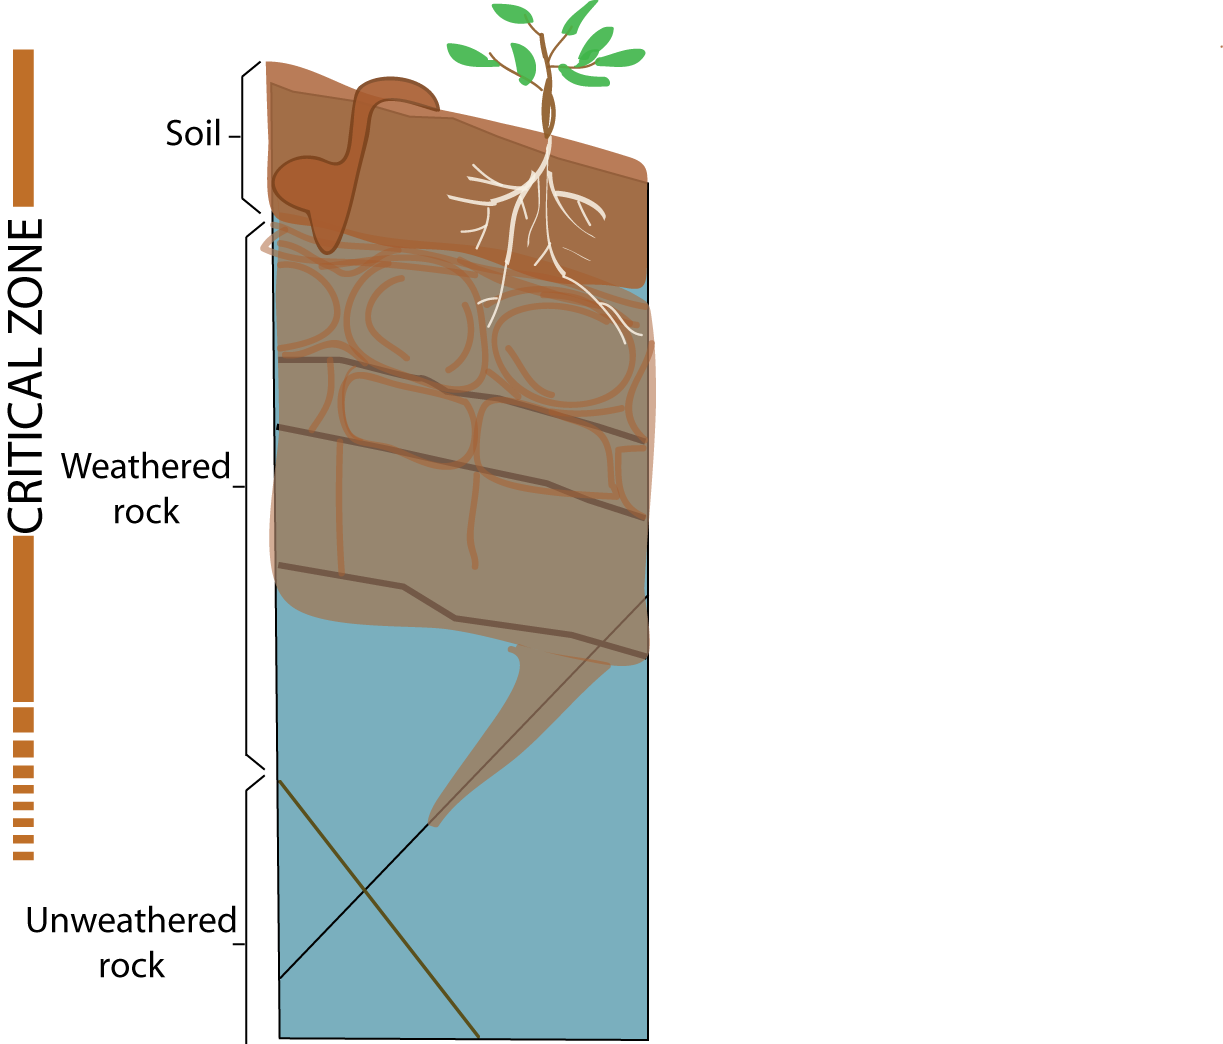 Soil
CRITICAL ZONE
Weathered
rock
Unweathered
rock